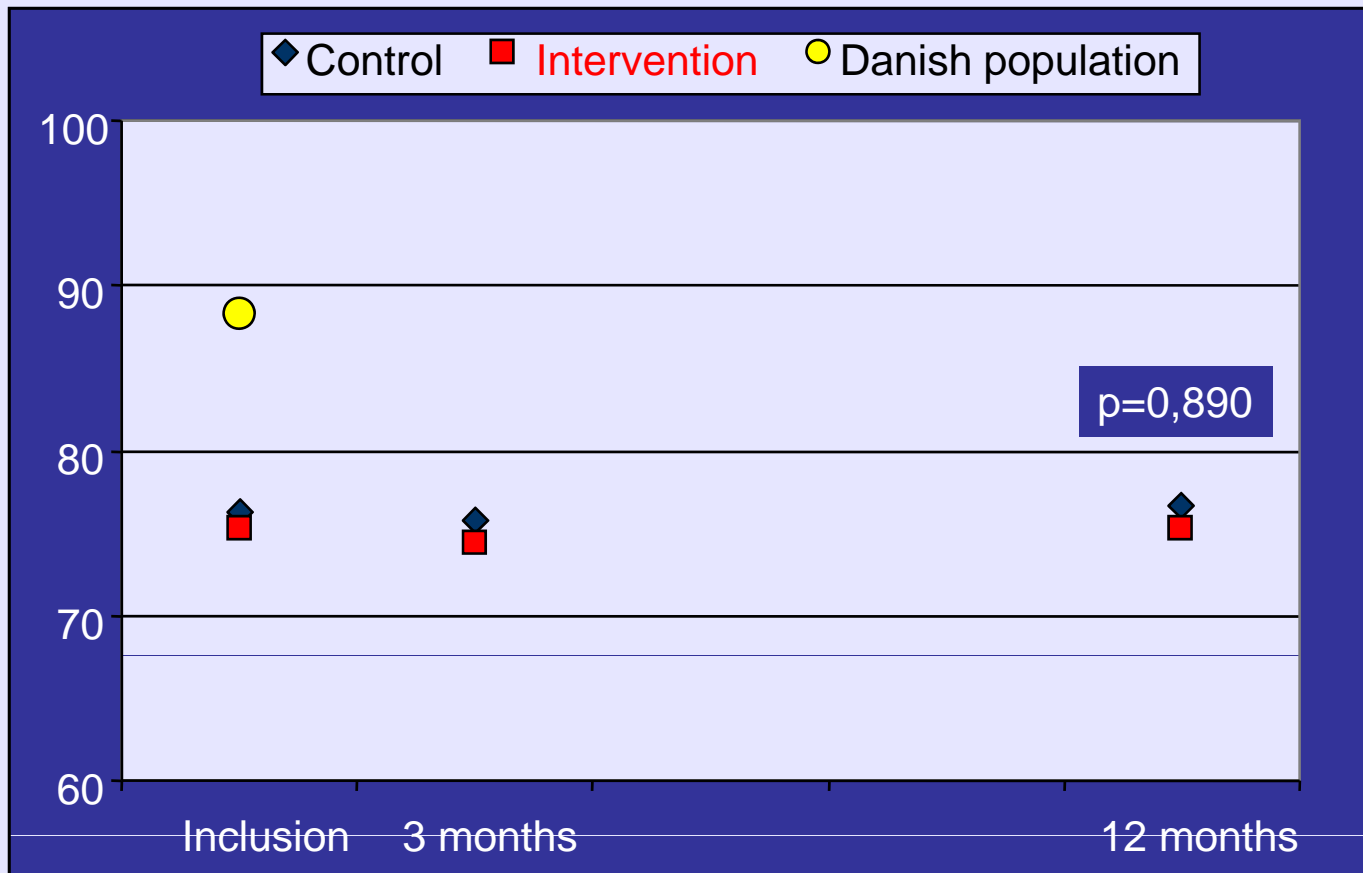 Control Intervention Danish population
100
90
p=0,890
80
70
60
Inclusion 3 months 12 months